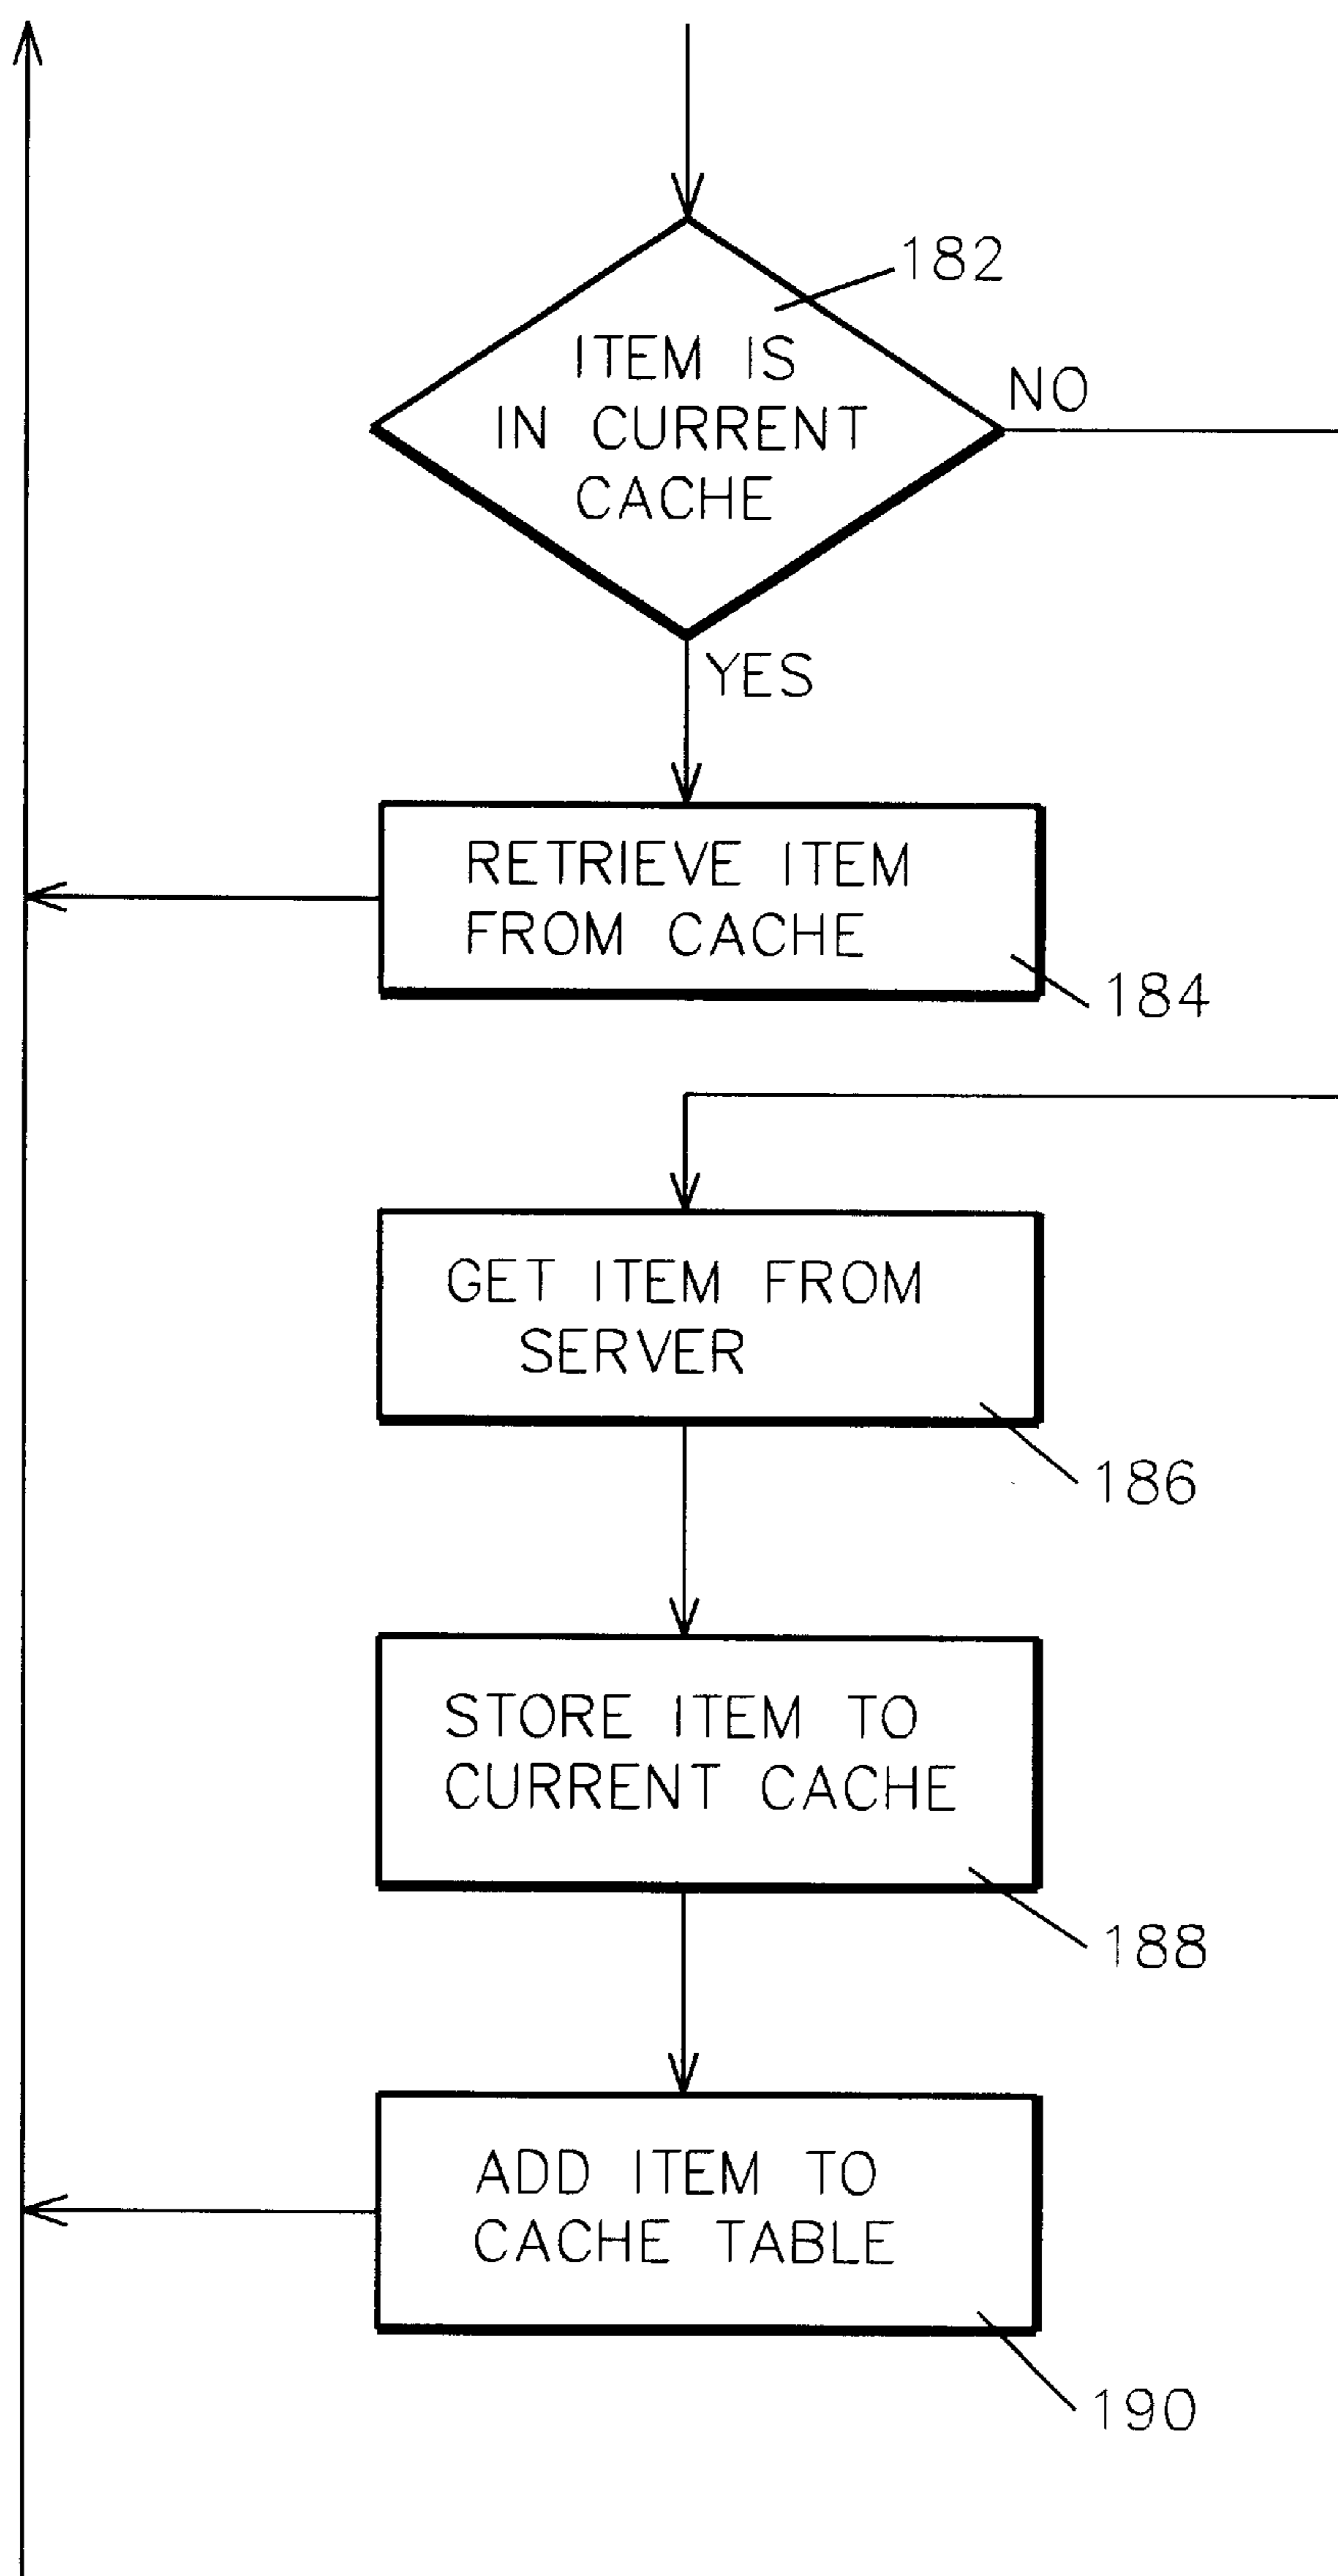 182
ITEM IS
IN CURRENT
CACHE
NO
YES
RETRIEVE ITEM
FROM CACHE
184
GET ITEM FROM
SERVER
186
STORE ITEM TO
CURRENT CACHE
188
ADD ITEM TO
CACHE TABLE
190